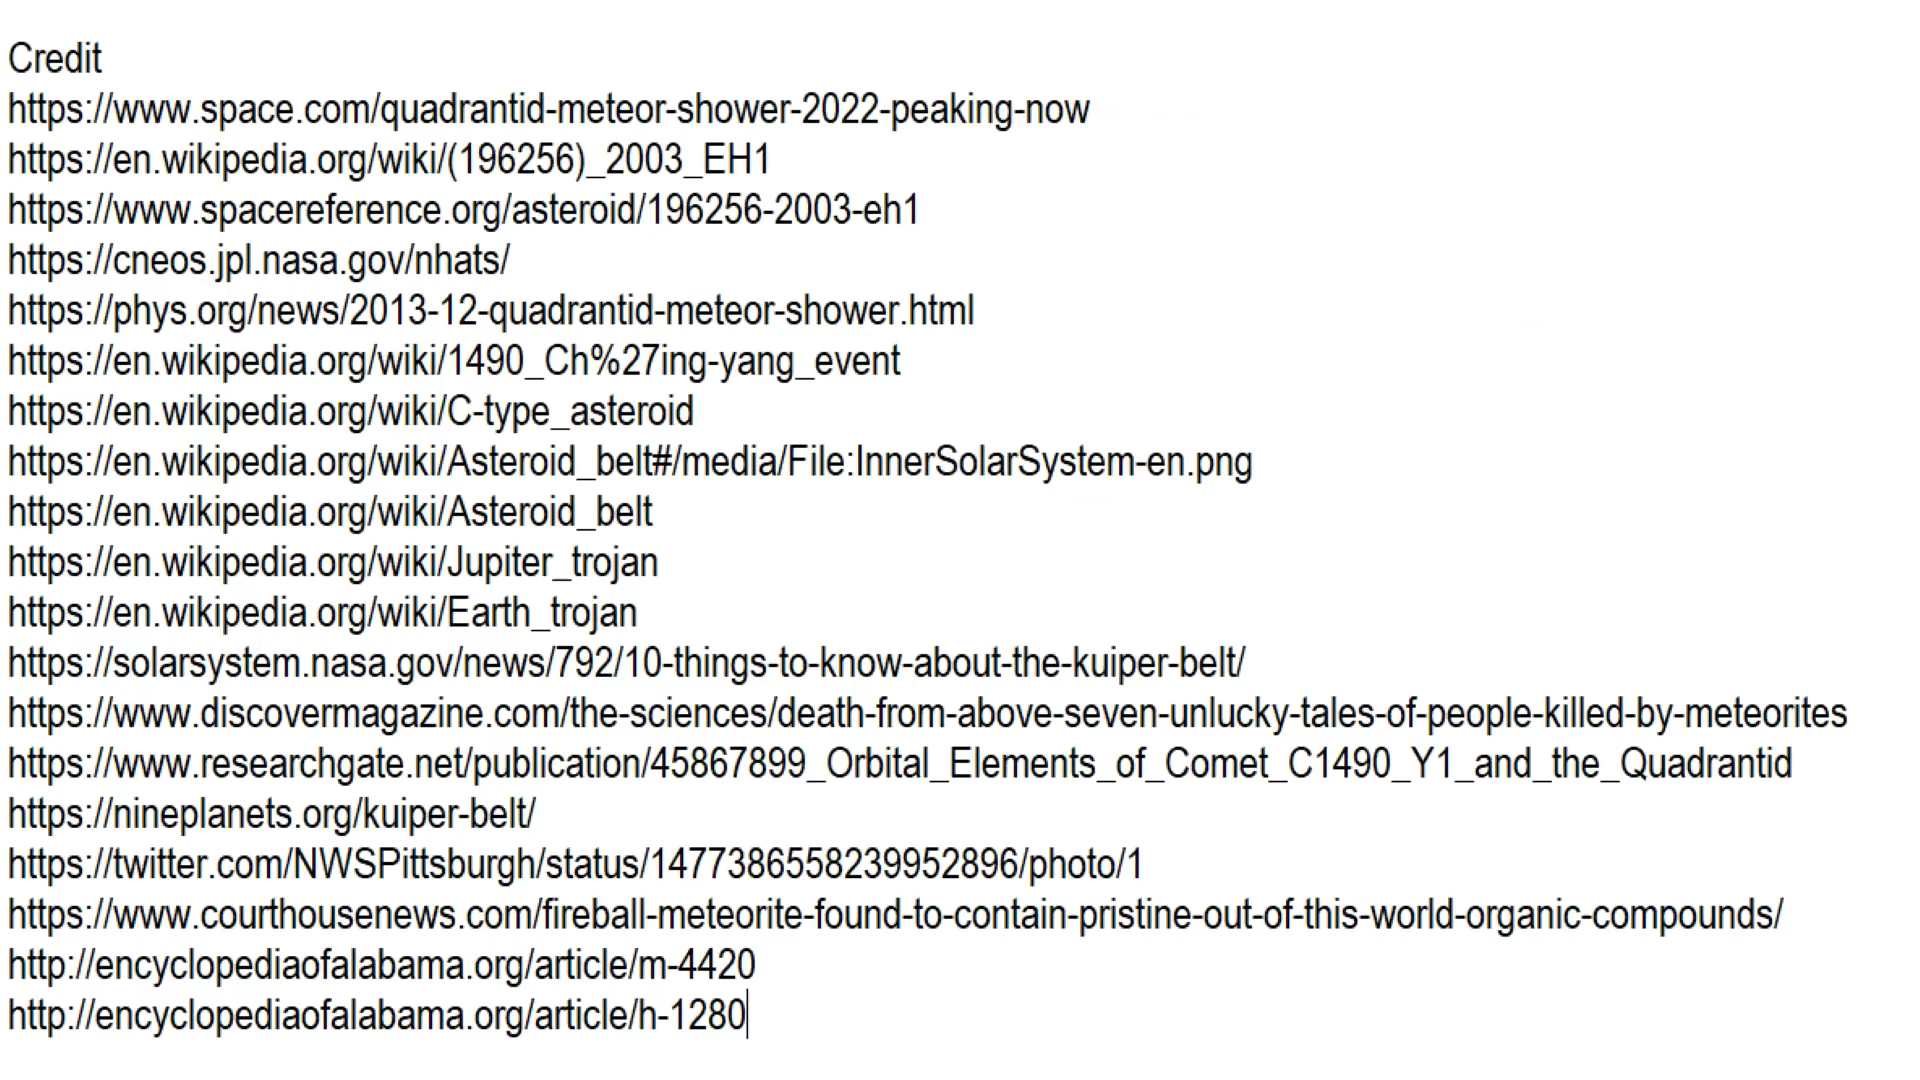 Credit
https://www.space.com/quadrantid-meteor-shower-2022-peaking-now
https://en.wikipedia.org/wiki/(196256)_2003_EH1
https://www.spacereference.org/asteroid/196256-2003-eh1
https://cneos.jpl.nasa.gov/nhats/
https://phys.org/news/2013-12-quadrantid-meteor-shower.html
https://en.wikipedia.org/wiki/1490_Ch%27ing-yang_event
https://en.wikipedia.org/wiki/C-type_asteroid
https://en.wikipedia.org/wiki/Asteroid_belt#/media/File:InnerSolarSystem-en.png
https://en.wikipedia.org/wiki/Asteroid_belt
https://en.wikipedia.org/wiki/Jupiter_trojan
https://en.wikipedia.org/wiki/Earth_trojan
https://solarsystem.nasa.gov/news/792/10-things-to-know-about-the-kuiper-belt/
https://www.discovermagazine.com/the-sciences/death-from-above-seven-unlucky-tales-of-people-killed-by-meteorites
https://www.researchgate.net/publication/45867899_Orbital_Elements_of_Comet_C1490_Y1_and_the_Quadrantid
https://nineplanets.org/kuiper-belt/
https://twitter.com/NWSPittsburgh/status/1477386558239952896/photo/1
https://www.courthousenews.com/fireball-meteorite-found-to-contain-pristine-out-of-this-world-organic-compounds/
http://encyclopediaofalabama.org/article/m-4420
http://encyclopediaofalabama.org/article/h-1280